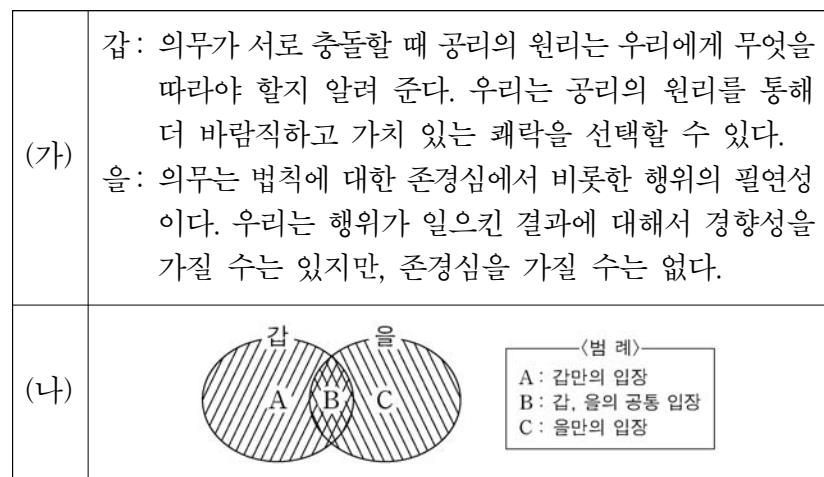 (가)
갑: 의무가 서로 충돌할 때 공리의 원리는 우리에게 무엇을
따라야 할지 알려 준다. 우리는 공리의 원리를 통해
더 바람직하고 가치 있는 쾌락을 선택할 수 있다.
을: 의무는 법칙에 대한 존경심에서 비롯한 행위의 필연성
이다. 우리는 행위가 일으킨 결과에 대해서 경향성을
가질 수는 있지만, 존경심을 가질 수는 없다.
(나)
갑 을
A B C
<범 례>
A : 갑만의 입장
B : 갑, 을의 공통 입장
C : 을만의 입장